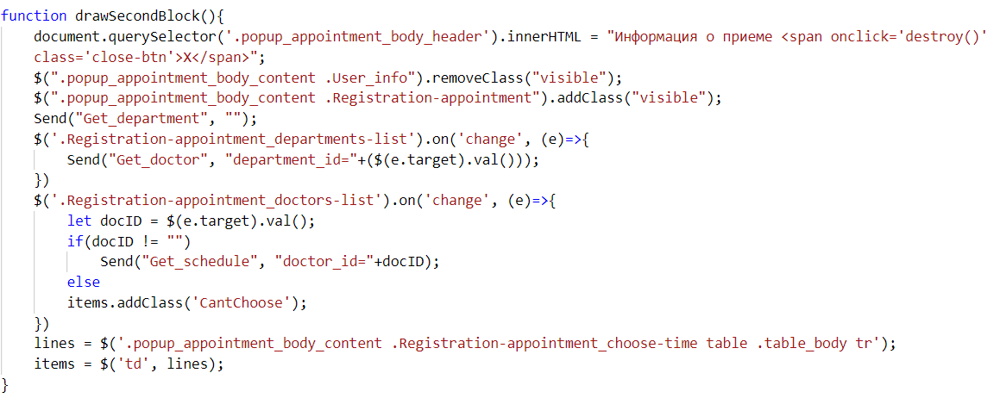 function drawSecondBlock(){
document.querySelector('.popup_appointment_body_header').innerHTML = "Информация о приеме <span onclick='destroy()'
class='close-btn'>X</span>";
$(".popup_appointment_body_content .User_info").removeClass("visible");
$(".popup_appointment_body_content .Registration-appointment").addClass("visible");
Send("Get_department", "");
$('.Registration-appointment_departments-list').on('change', (e)=>{
Send("Get_doctor", "department_id="+($(e.target).val()));
})
$('.Registration-appointment_doctors-list').on('change', (e)=>{
let docID = $(e.target).val();
if(docID != "")
Send("Get_schedule", "doctor_id="+docID);
else
items.addClass('CantChoose');
})
lines = $('.popup_appointment_body_content .Registration-appointment_choose-time table .table_body tr');
items = $('td', lines);
}